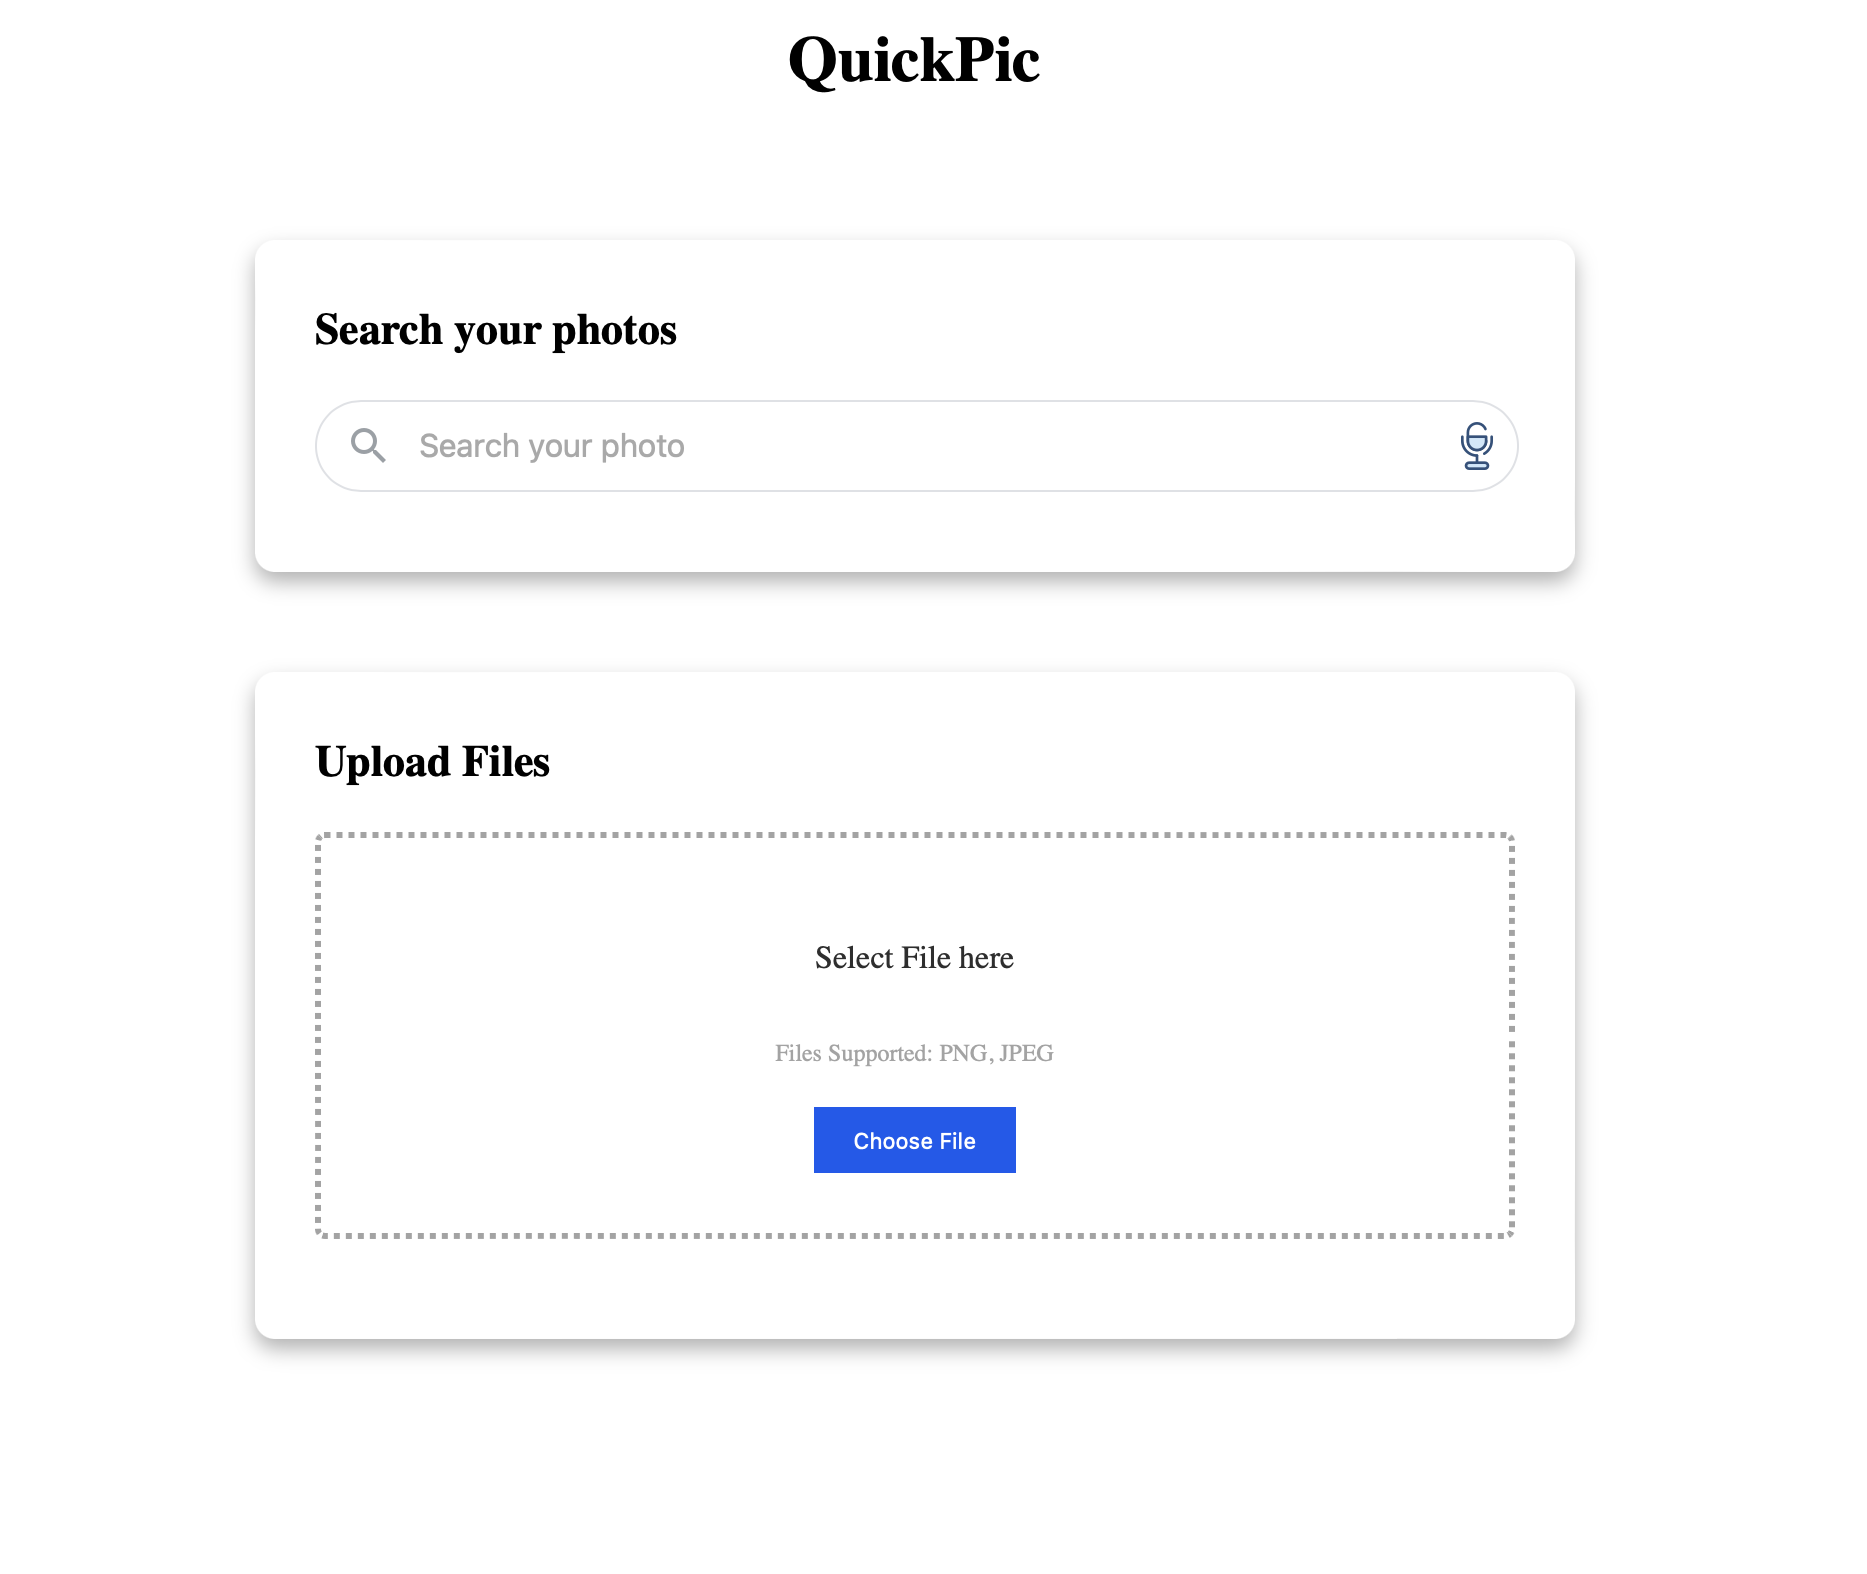 QuickPic
Search your photos
Search your photo
Upload Files
Select File here
Files Supported: PNG, JPEG
Choose File